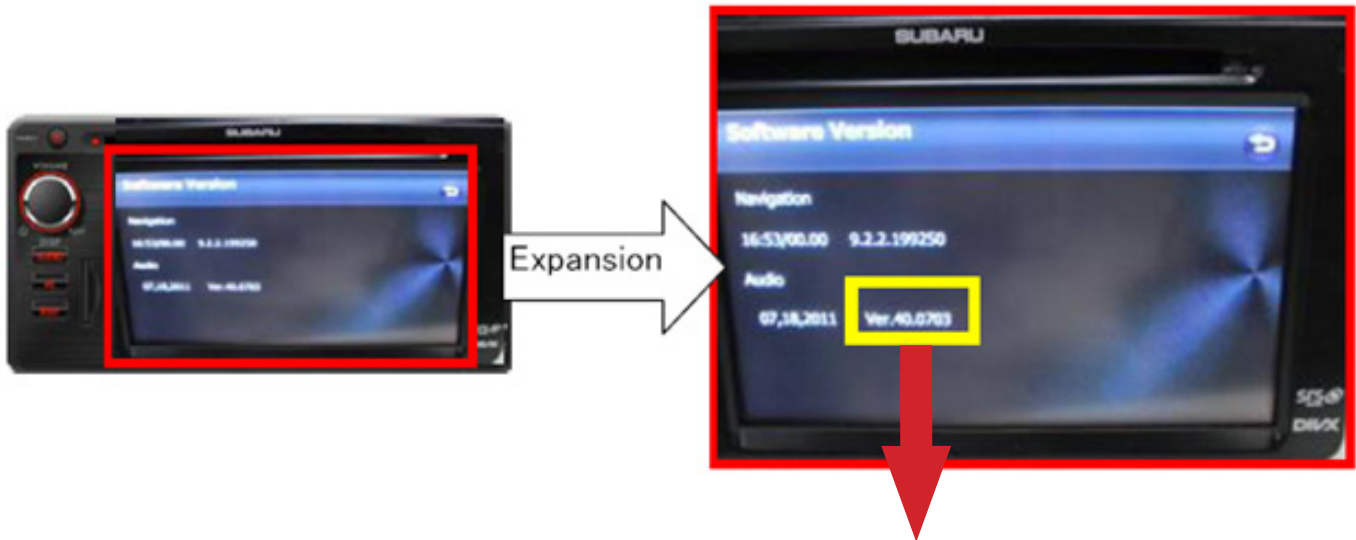 SUBARU
Software Version
Navigation
16:53/00.00 9.2.2.199250
Audio
07,18,2011 Ver.40.0703
Expansion
SUBARU
Software Version
Navigation
16:53/00.00 9.2.2.199250
Audio
07,18,2011 Ver.40.0703
SRS
DIVX